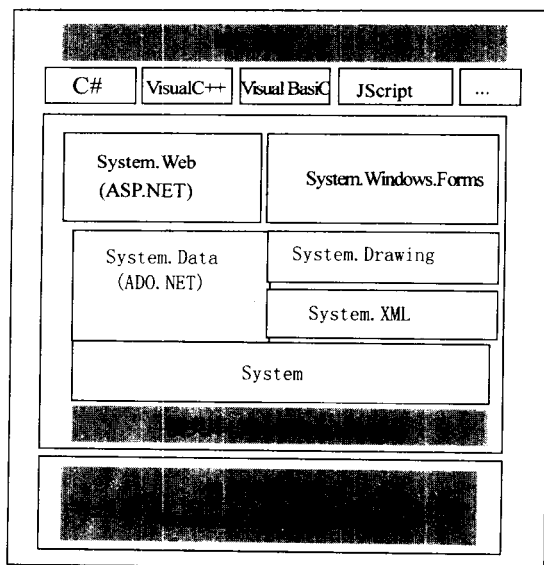 C#
VisualC++
Visual BasiC
JScript
...
System.Web
(ASP.NET)
System.Windows.Forms
System. Data
(ADO. NET)
System. Drawing
System. XML
System